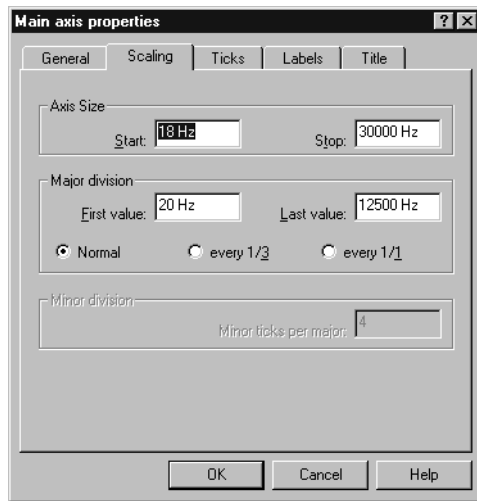 Main axis properties
General Scaling Ticks Labels Title
Axis Size
Start: 18 Hz Stop: 30000 Hz
Major division
First value: 20 Hz Last value: 12500 Hz
Normal every 1/3 every 1/1
Minor division
Minor ticks per major: 4
OK Cancel Help